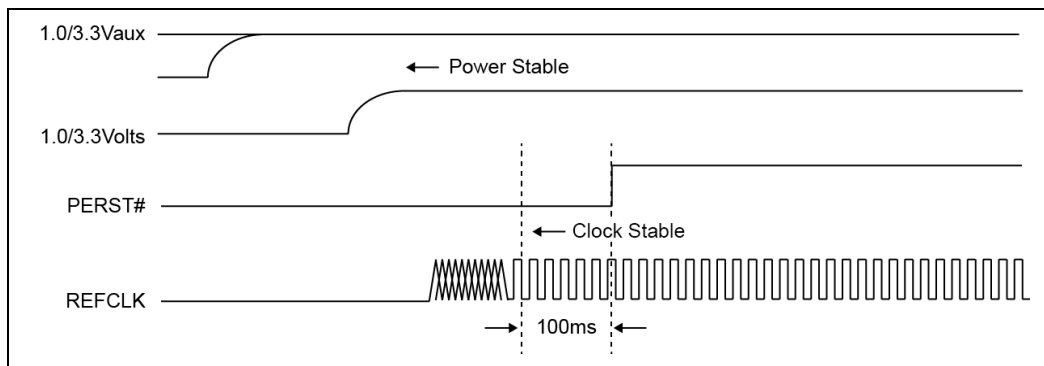 1.0/3.3Vaux
Power Stable
1.0/3.3Volts
PERST#
Clock Stable
REFCLK
100ms